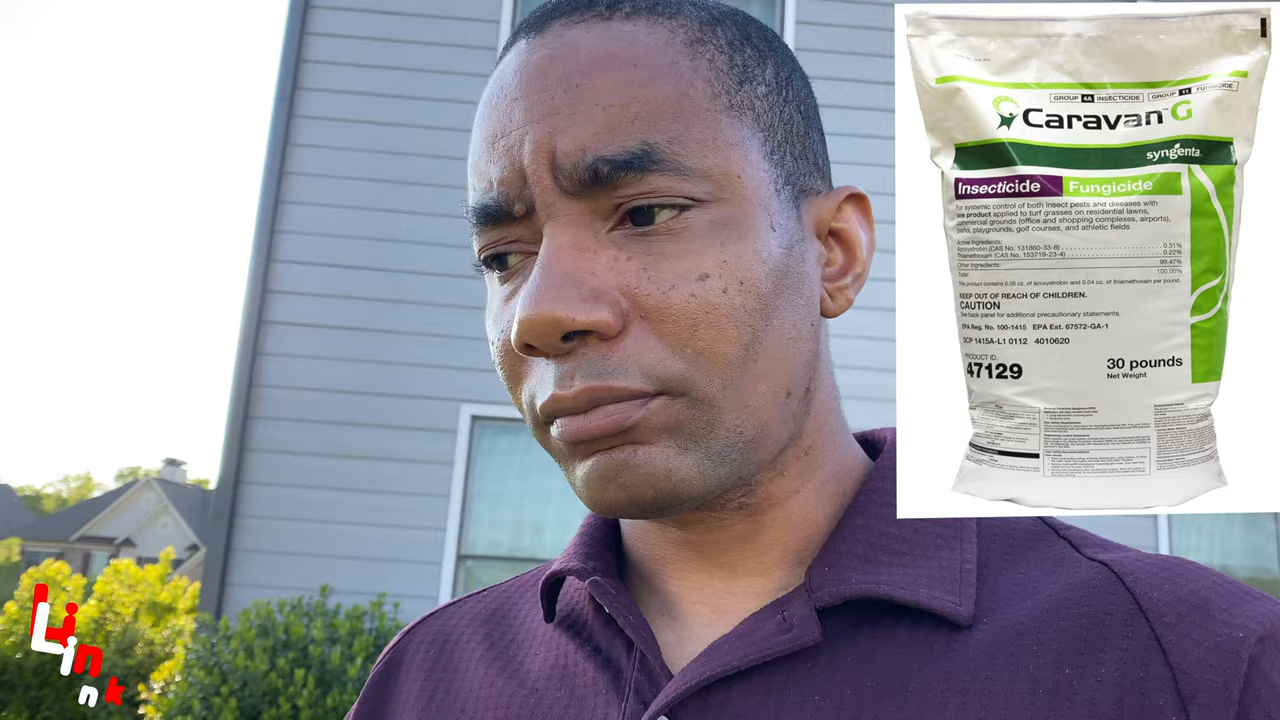 GROUP 4A INSECTICIDE GROUP 11 FUNGICIDE
Caravan™ G
syngenta
Insecticide Fungicide
For systemic control of both insect pests and diseases with
one product applied to turf grasses on residential lawns,
commercial grounds (office and shopping complexes, airports),
parks, playgrounds, golf courses, and athletic fields
Active Ingredients:
Azoxystrobin (CAS No. 131860-33-8) 0.31%
Thiamethoxam (CAS No. 153719-23-4) 0.22%
Other Ingredients: 99.47%
Total: 100.00%
This product contains 0.05 oz. of azoxystrobin and 0.04 oz. of thiamethoxam per pound.
KEEP OUT OF REACH OF CHILDREN.
CAUTION
See back panel for additional precautionary statements.
EPA Reg. No. 100-1415 EPA Est. 67572-GA-1
SCP 1415A-L1 0112 4010620
PRODUCT ID.
47129
30 pounds
Net Weight
L in
Link